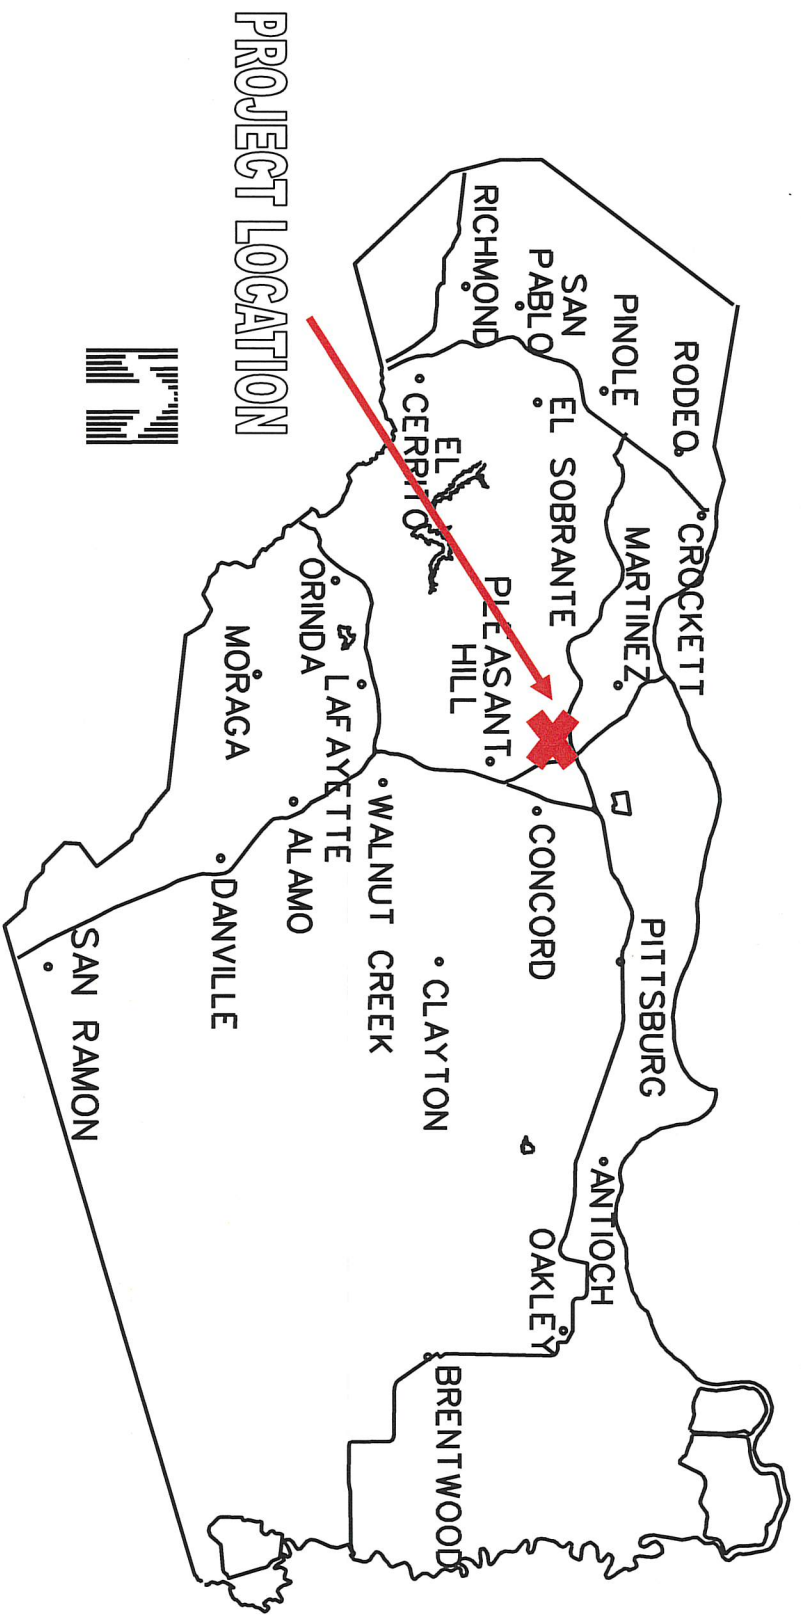 RODEO
CROCKETT
PINOLE
MARTINEZ
PITTSBURG
SAN
PABLO
EL SOBRANTE
ANTIOCH
RICHMOND
PLEASANT
HILL
CONCORD
OAKLEY
EL
CERRITO
CLAYTON
BRENTWOOD
WALNUT CREEK
ORINDA
LAFAYETTE
ALAMO
MORAGA
DANVILLE
SAN RAMON
PROJECT LOCATION